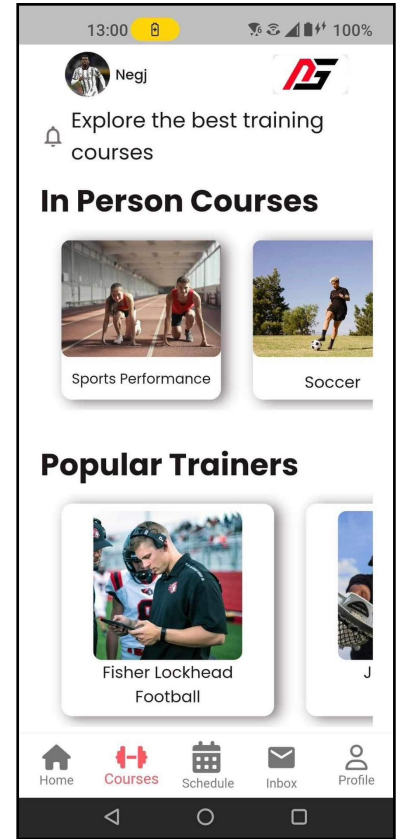 13:00
100%
Negj
Explore the best training
courses
In Person Courses
Sports Performance
Soccer
Popular Trainers
Fisher Lockhead
Football
J
Home
Courses
Schedule
Inbox
Profile